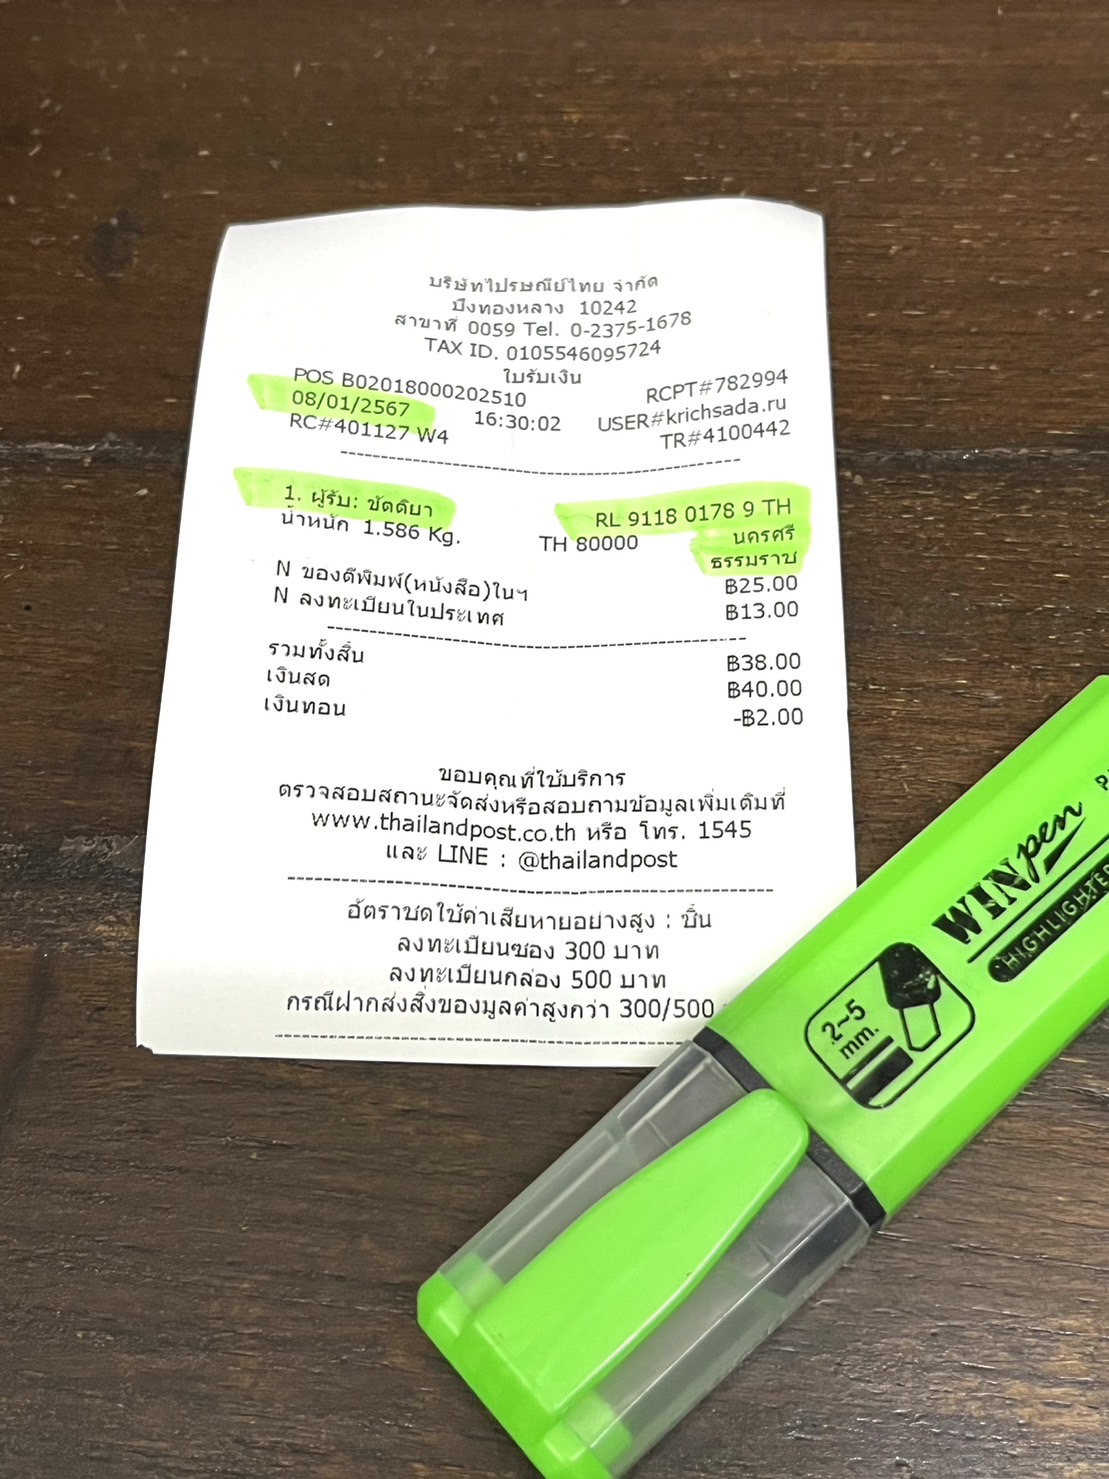 บริษัทไปรษณีย์ไทย จำกัด
บึงทองหลาง 10242
สาขาที่ 0059 Tel. 0-2375-1678
TAX ID. 0105546095724
ใบรับเงิน
POS B02018000202510 RCPT#782994
08/01/2567 16:30:02 USER#krichsada.ru
RC#401127 W4 TR#4100442
1. ผู้รับ: ขัตติยา RL 9118 0178 9 TH
น้ำหนัก 1.586 Kg. TH 80000 นครศรี
ธรรมราช
N ของตีพิมพ์(หนังสือ)ในฯ ฿25.00
N ลงทะเบียนในประเทศ ฿13.00
รวมทั้งสิ้น ฿38.00
เงินสด ฿40.00
เงินทอน -฿2.00
ขอบคุณที่ใช้บริการ
ตรวจสอบสถานะจัดส่งหรือสอบถามข้อมูลเพิ่มเติมที่
www.thailandpost.co.th หรือ โทร. 1545
และ LINE : @thailandpost
อัตราชดใช้ค่าเสียหายอย่างสูง : ชิ้น
ลงทะเบียนซอง 300 บาท
ลงทะเบียนกล่อง 500 บาท
กรณีฝากส่งสิ่งของมูลค่าสูงกว่า 300/500
WINpen
HIGHLIGHTER
2~5
mm.